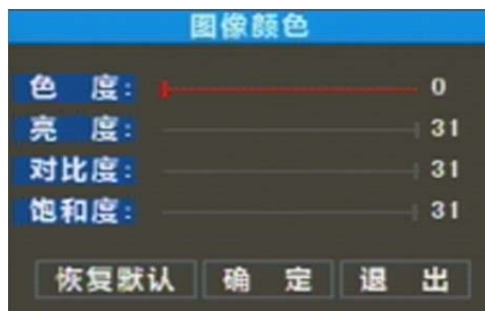 图像颜色
色 度: 0
亮 度: 31
对比度: 31
饱和度: 31
恢复默认 确 定 退 出